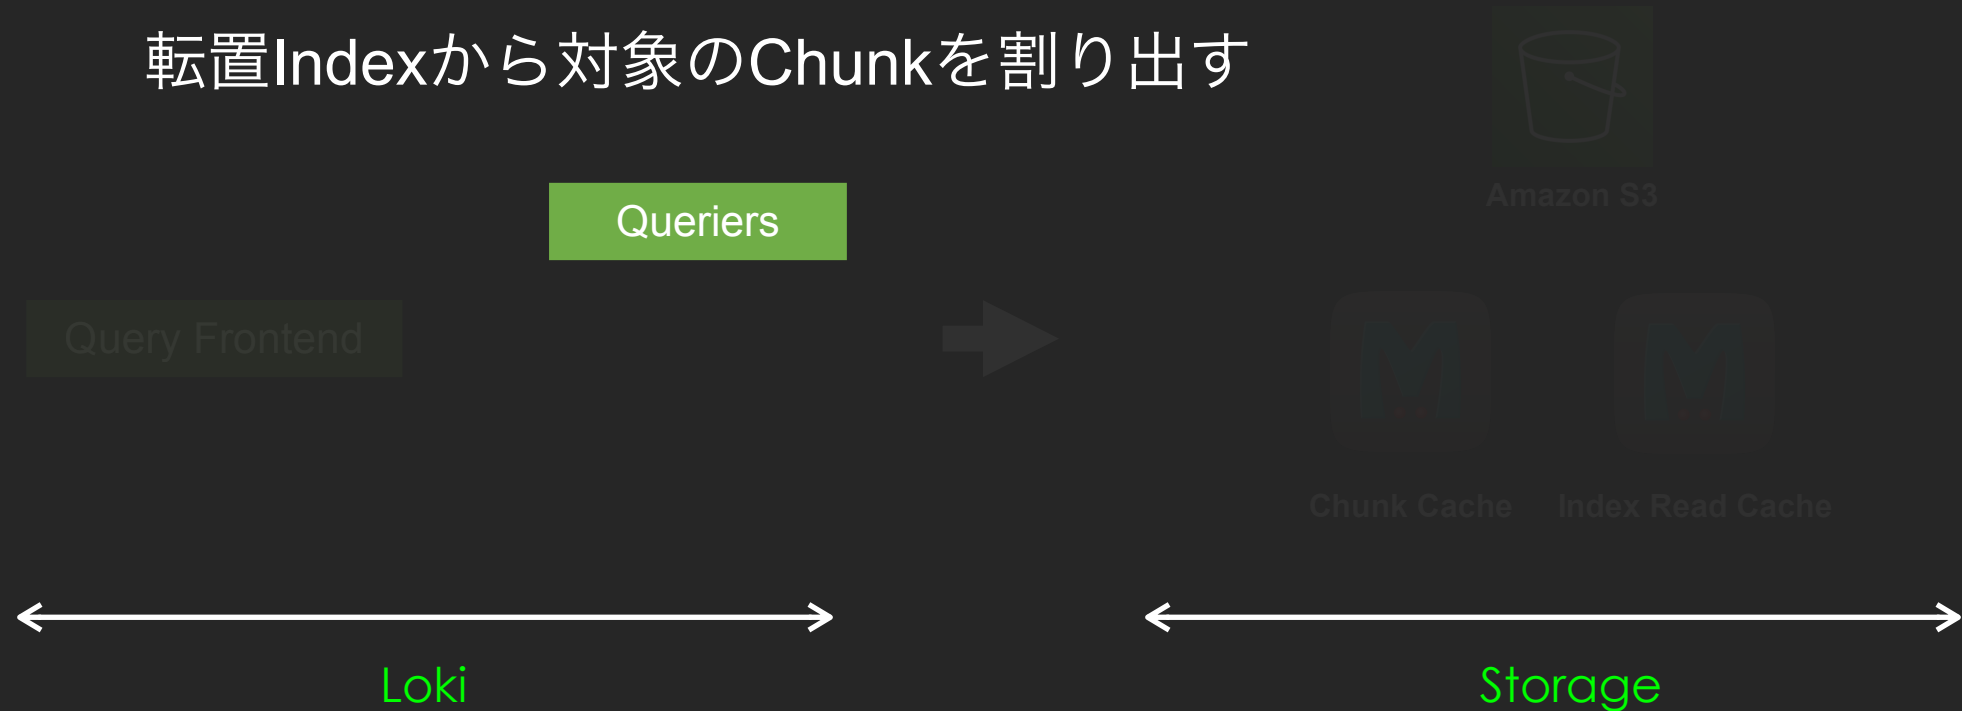 転置Indexから対象のChunkを割り出す
Amazon S3
Queriers
Query Frontend
Chunk Cache
Index Read Cache
Loki
Storage